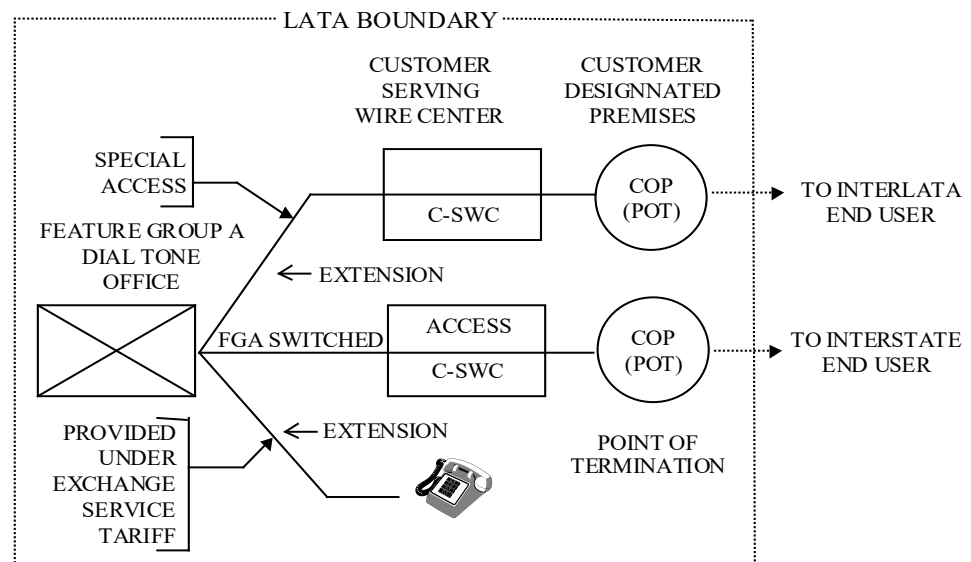 LATA BOUNDARY
CUSTOMER
SERVING
WIRE CENTER
CUSTOMER
DESIGNNATED
PREMISES
SPECIAL
ACCESS
COP
(POT)
TO INTERLATA
END USER
C-SWC
FEATURE GROUP A
DIAL TONE
OFFICE
EXTENSION
FGA SWITCHED
ACCESS
C-SWC
COP
(POT)
TO INTERSTATE
END USER
EXTENSION
PROVIDED
UNDER
EXCHANGE
SERVICE
TARIFF
POINT OF
TERMINATION